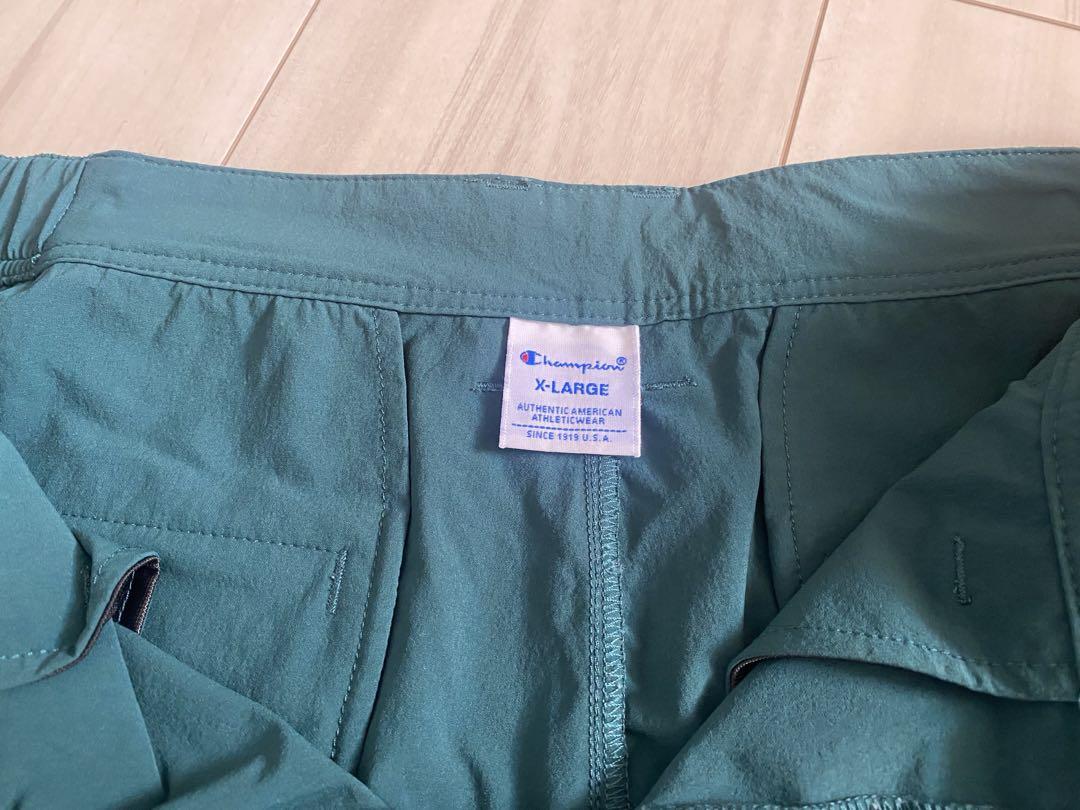 Champion®
X-LARGE
AUTHENTIC AMERICAN
ATHLETICWEAR
SINCE 1919 U.S.A.